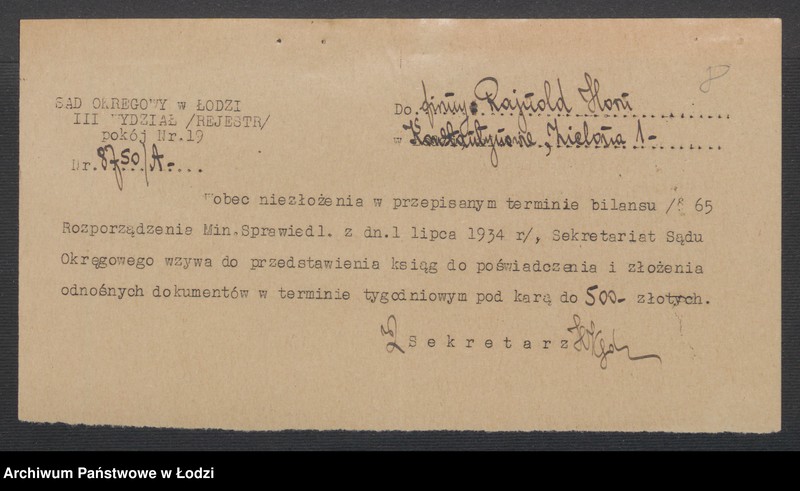 SĄD OKRĘGOWY w ŁODZI
III WYDZIAŁ /REJESTR/
pokój Nr.19
Nr. 8750/A-
Do firmy: Rajnold Horn
w Konstantynowie, Zielona 1-
8
Wobec niezłożenia w przepisanym terminie bilansu /§ 65
Rozporządzenie Min.Sprawiedl. z dn.1 lipca 1934 r/, Sekretariat Sądu
Okręgowego wzywa do przedstawienia ksiąg do poświadczenia i złożenia
odnośnych dokumentów w terminie tygodniowym pod karą do 500- złotych.
Sekretarz
Archiwum Państwowe w Łodzi